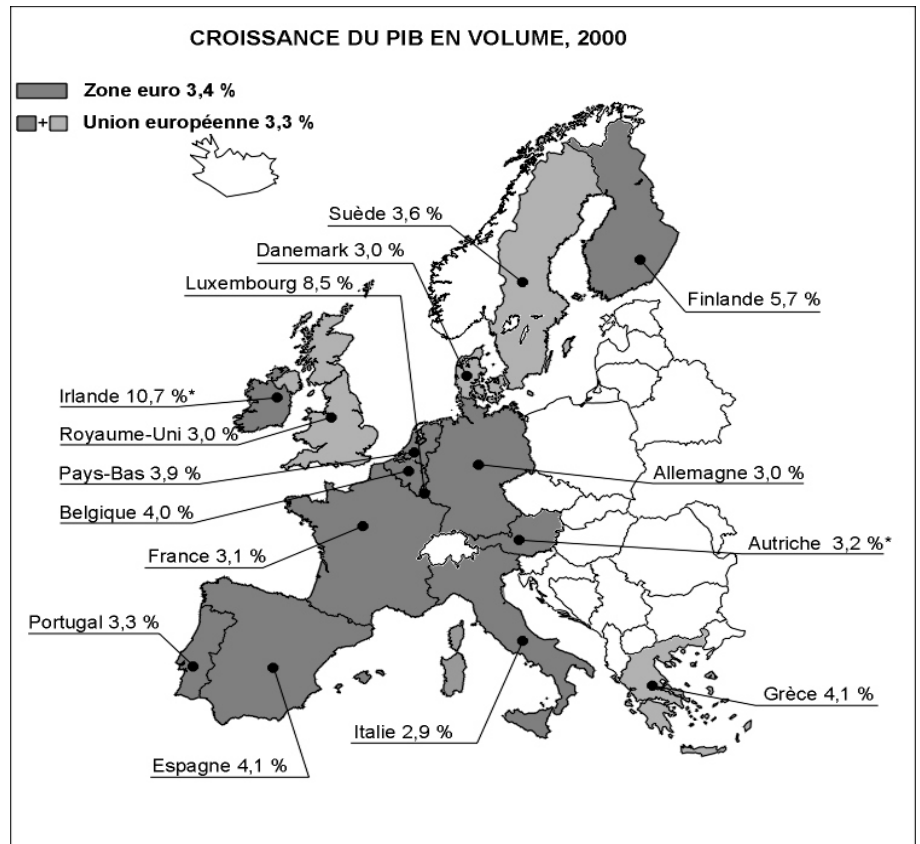 CROISSANCE DU PIB EN VOLUME, 2000
Zone euro 3,4 %
+ Union européenne 3,3 %
Suède 3,6 %
Danemark 3,0 %
Luxembourg 8,5 %
Finlande 5,7 %
Irlande 10,7 %*
Royaume-Uni 3,0 %
Pays-Bas 3,9 %
Allemagne 3,0 %
Belgique 4,0 %
Autriche 3,2 %*
France 3,1 %
Portugal 3,3 %
Grèce 4,1 %
Italie 2,9 %
Espagne 4,1 %